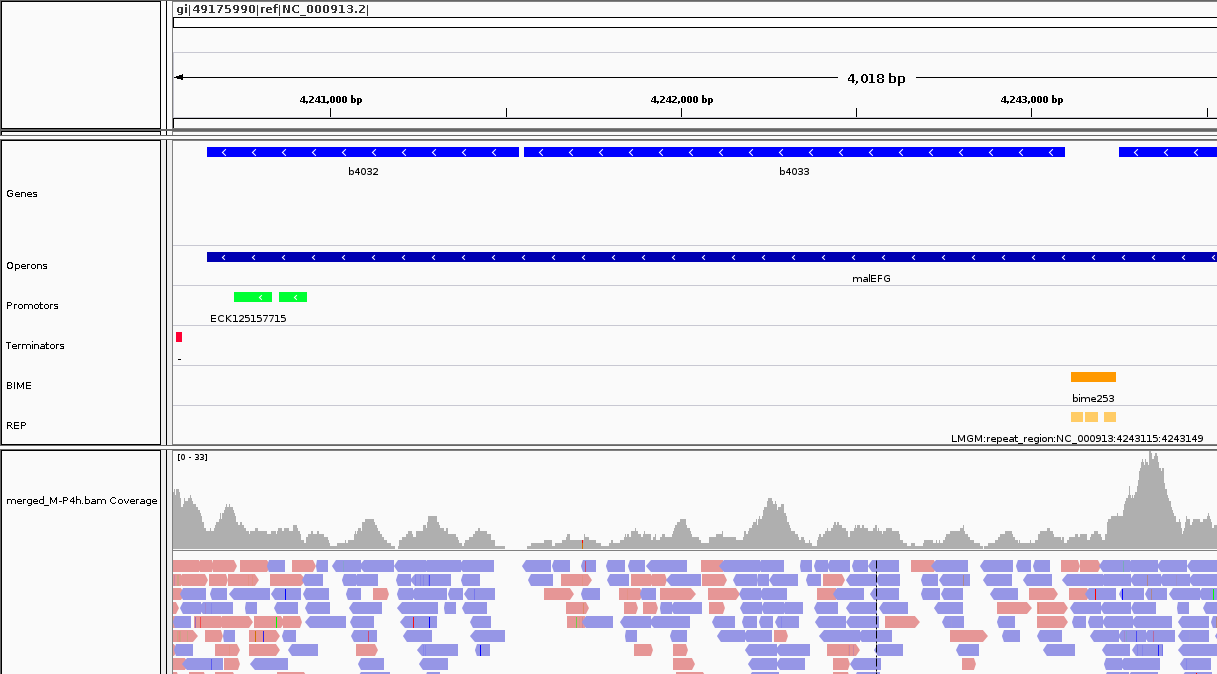 gi|49175990|ref|NC_000913.2|
4,018 bp
4,241,000 bp 4,242,000 bp 4,243,000 bp
b4032 b4033
Genes
Operons
malEFG
Promotors
ECK125157715
Terminators
-
BIME
bime253
REP
LMGM:repeat_region:NC_000913:4243115:4243149
[0 - 33]
merged_M-P4h.bam Coverage